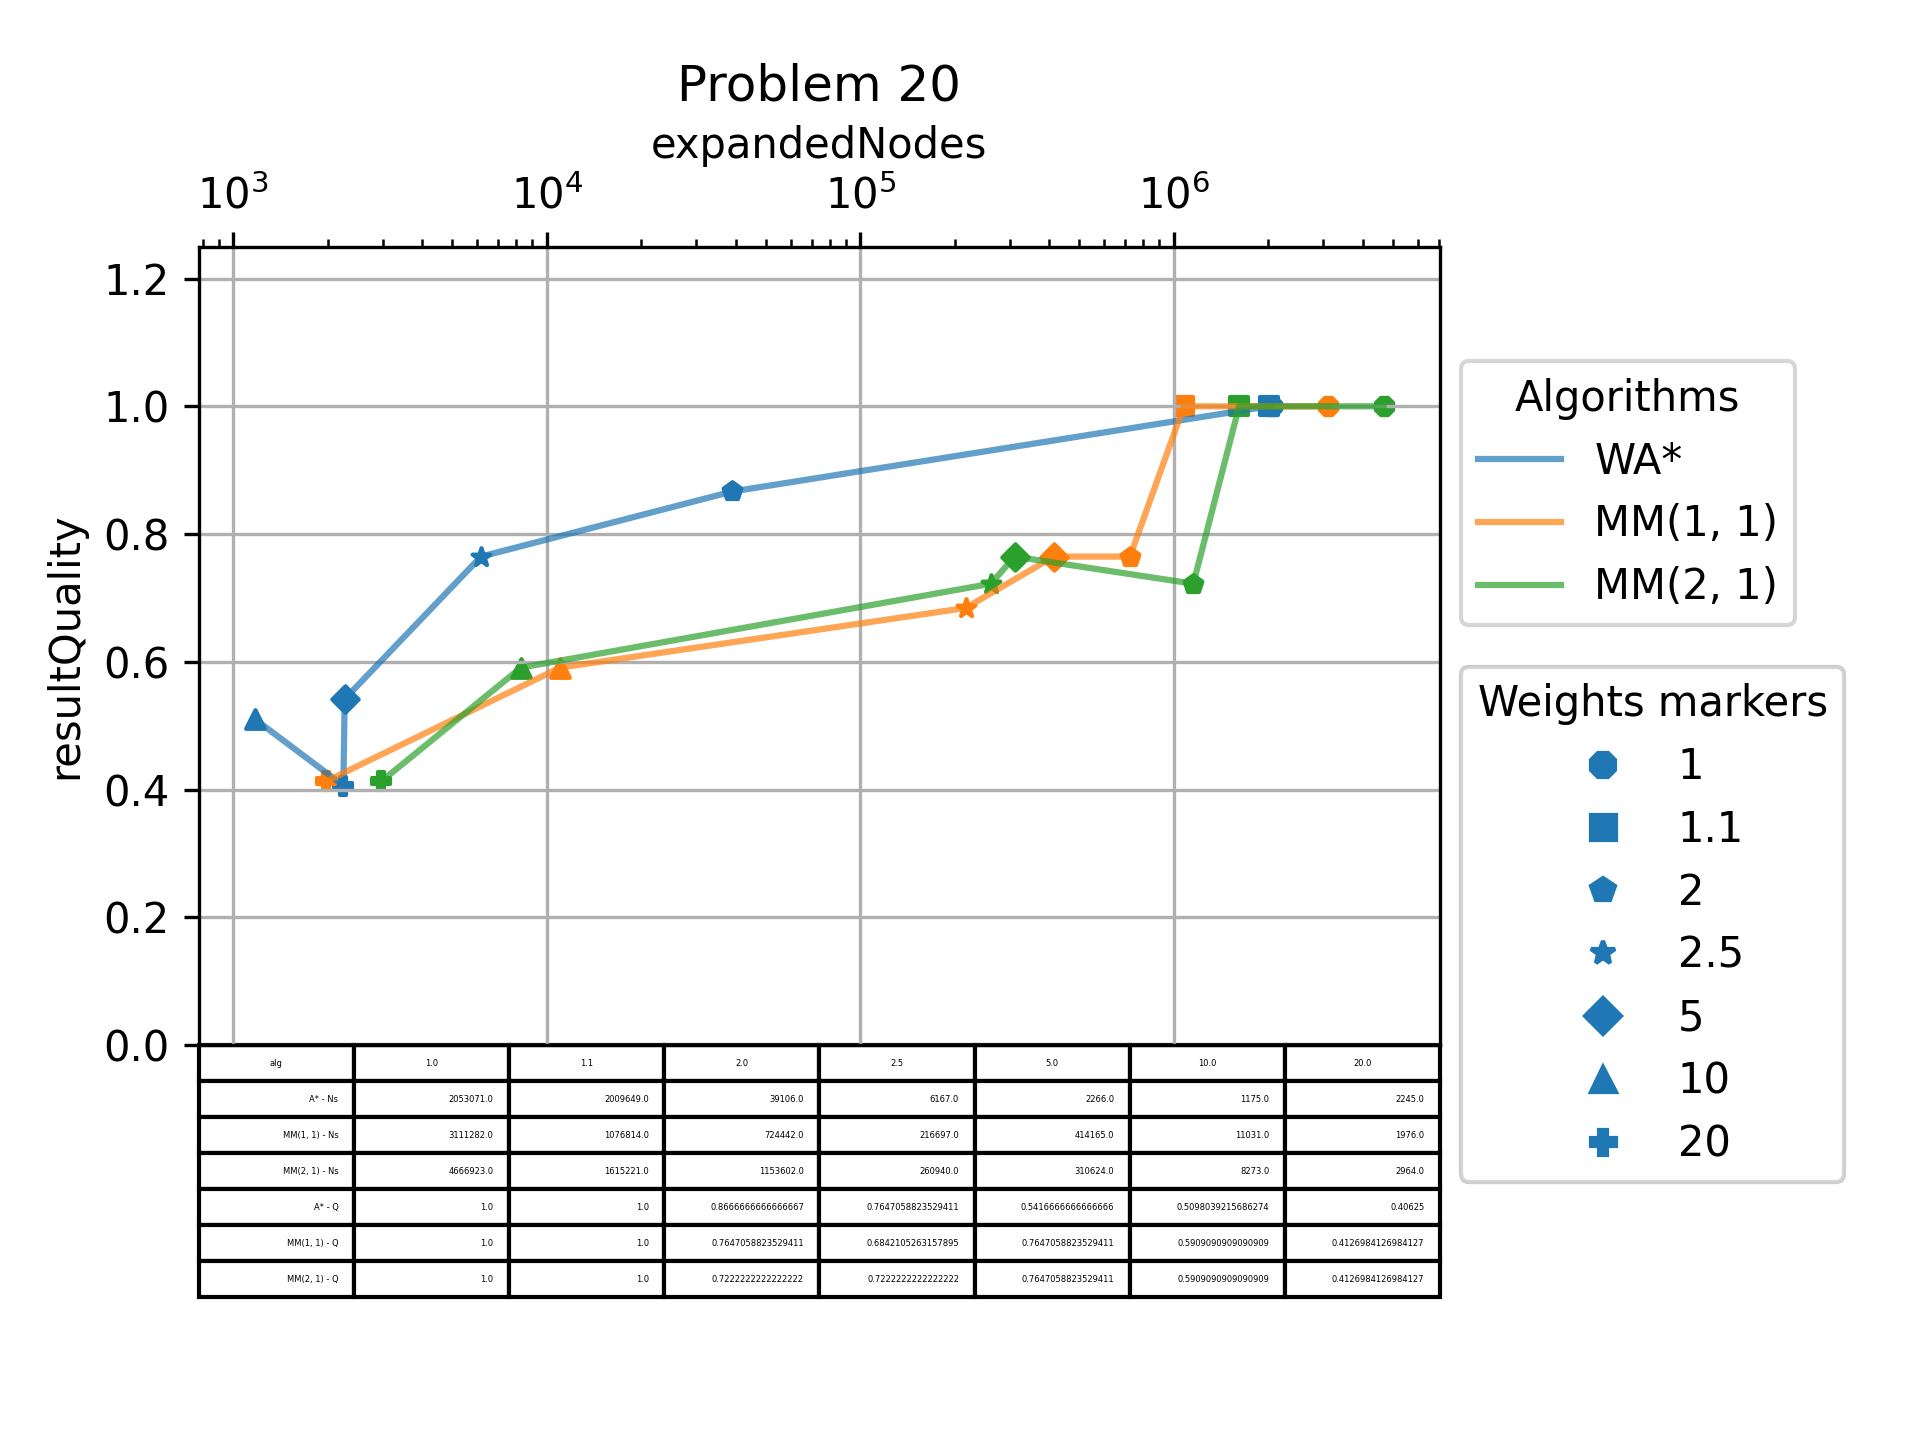 Problem 20
expandedNodes
10³ 10⁴ 10⁵ 10⁶
resultQuality
1.2
1.0
0.8
0.6
0.4
0.2
0.0
Algorithms
WA*
MM(1, 1)
MM(2, 1)
Weights markers
1
1.1
2
2.5
5
10
20
alg 1.0 1.1 2.0 2.5 5.0 10.0 20.0
A* - Ns 2053071.0 2009649.0 39106.0 6167.0 2266.0 1175.0 2245.0
MM(1, 1) - Ns 3111282.0 1076814.0 724442.0 216697.0 414165.0 11031.0 1976.0
MM(2, 1) - Ns 4666923.0 1615221.0 1153602.0 260940.0 310624.0 8273.0 2964.0
A* - Q 1.0 1.0 0.8666666666666667 0.7647058823529411 0.5416666666666666 0.5098039215686274 0.40625
MM(1, 1) - Q 1.0 1.0 0.7647058823529411 0.6842105263157895 0.7647058823529411 0.5909090909090909 0.4126984126984127
MM(2, 1) - Q 1.0 1.0 0.7222222222222222 0.7222222222222222 0.7647058823529411 0.5909090909090909 0.4126984126984127